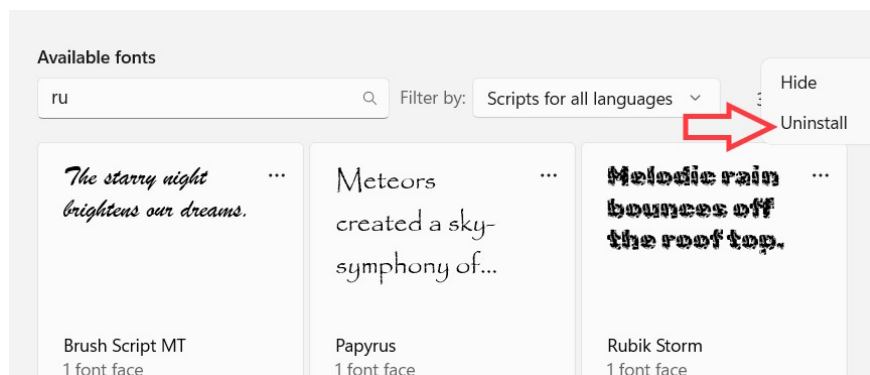 Available fonts
ru
Filter by:
Scripts for all languages
Hide
Uninstall
The starry night
brightens our dreams.
...
Meteors
created a sky-
symphony of...
...
Melodic rain
bounces off
the rooftop.
...
Brush Script MT
1 font face
Papyrus
1 font face
Rubik Storm
1 font face